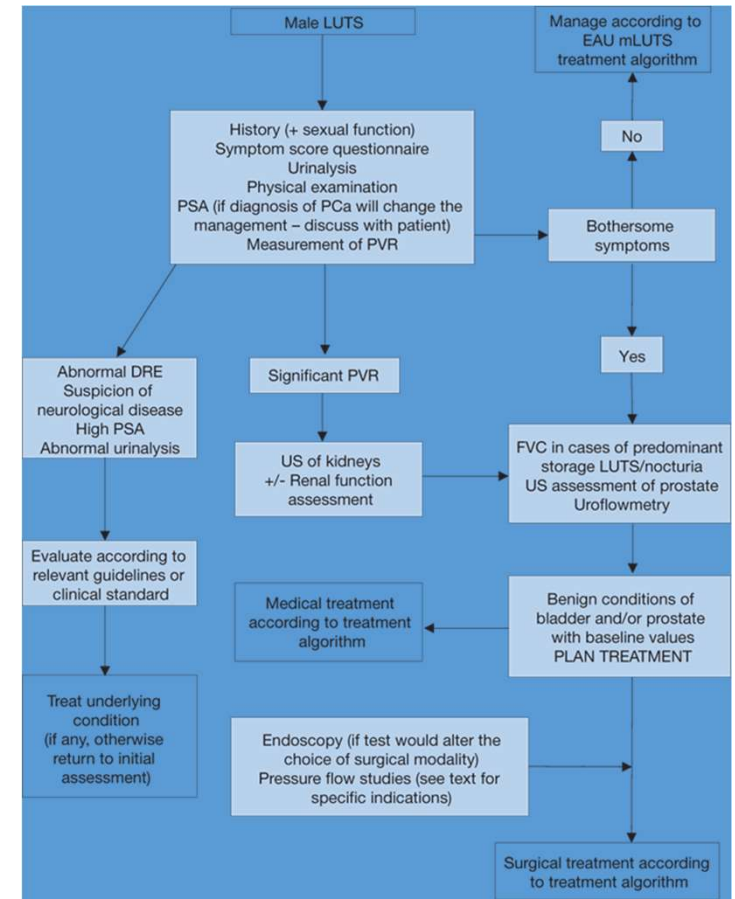 Male LUTS
Manage according to
EAU mLUTS
treatment algorithm
History (+ sexual function)
Symptom score questionnaire
Urinalysis
Physical examination
PSA (if diagnosis of PCa will change the
management – discuss with patient)
Measurement of PVR
No
Bothersome
symptoms
Yes
Abnormal DRE
Suspicion of
neurological disease
High PSA
Abnormal urinalysis
Significant PVR
US of kidneys
+/- Renal function
assessment
FVC in cases of predominant
storage LUTS/nocturia
US assessment of prostate
Uroflowmetry
Evaluate according to
relevant guidelines or
clinical standard
Medical treatment
according to treatment
algorithm
Benign conditions of
bladder and/or prostate
with baseline values
PLAN TREATMENT
Treat underlying
condition
(if any, otherwise
return to initial
assessment)
Endoscopy (if test would alter the
choice of surgical modality)
Pressure flow studies (see text for
specific indications)
Surgical treatment according
to treatment algorithm